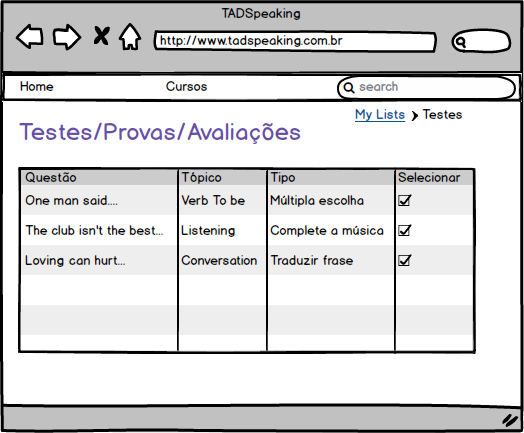 TADSpeaking
http://www.tadspeaking.com.br
Home Cursos search
My Lists Testes
Testes/Provas/Avaliações
Questão Tópico Tipo Selecionar
One man said.... Verb To be Múltipla escolha
The club isn't the best... Listening Complete a música
Loving can hurt... Conversation Traduzir frase